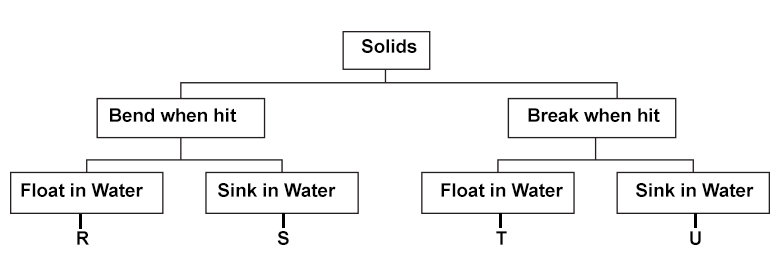 Solids
Bend when hit
Break when hit
Float in Water
Sink in Water
Float in Water
Sink in Water
R
S
T
U